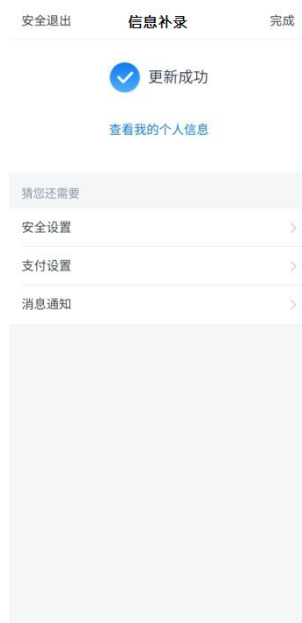 安全退出 信息补录 完成
更新成功
查看我的个人信息
猜您还需要
安全设置
支付设置
消息通知